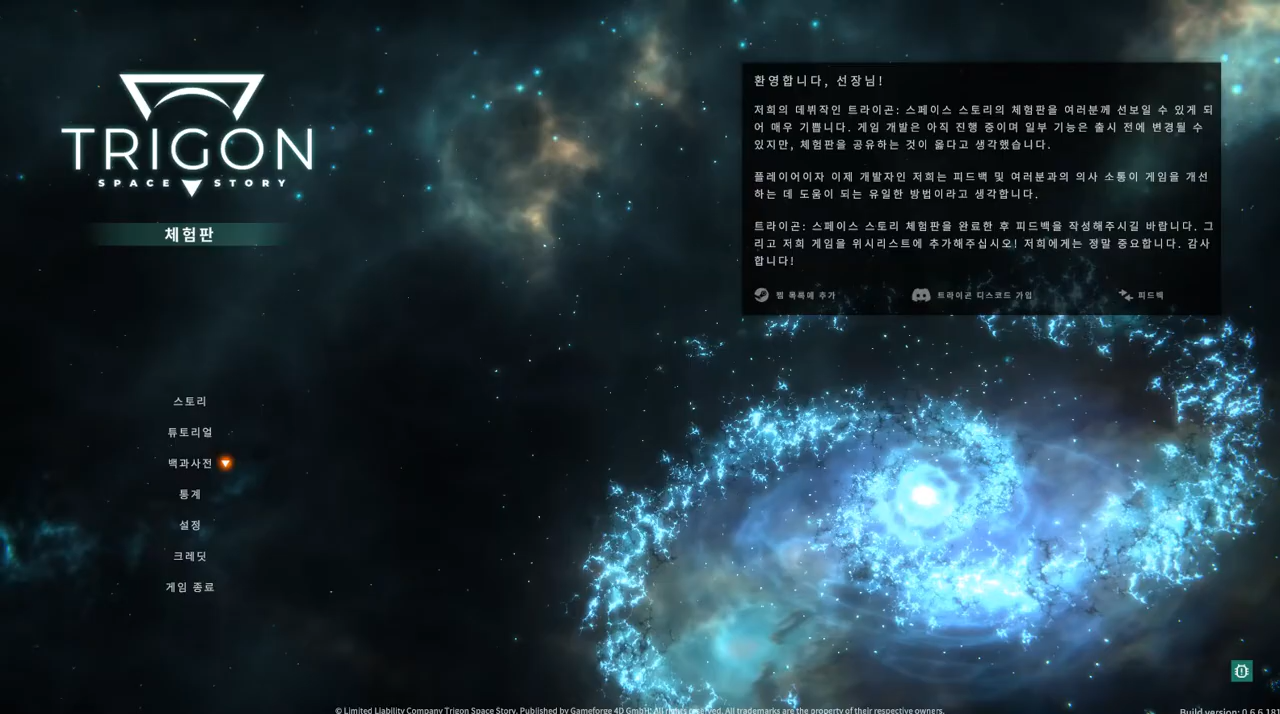 TRIGON
SPACE STORY
체험판
환영합니다, 선장님!
저희의 데뷔작인 트라이곤: 스페이스 스토리의 체험판을 여러분께 선보일 수 있게 되
어 매우 기쁩니다. 게임 개발은 아직 진행 중이며 일부 기능은 출시 전에 변경될 수
있지만, 체험판을 공유하는 것이 옳다고 생각했습니다.
플레이어이자 이제 개발자인 저희는 피드백 및 여러분과의 의사 소통이 게임을 개선
하는 데 도움이 되는 유일한 방법이라고 생각합니다.
트라이곤: 스페이스 스토리 체험판을 완료한 후 피드백을 작성해주시길 바랍니다. 그
리고 저희 게임을 위시리스트에 추가해주십시오! 저희에게는 정말 중요합니다. 감사
합니다!
찜 목록에 추가
트라이곤 디스코드 가입
피드백
스토리
튜토리얼
백과사전
통계
설정
크레딧
게임 종료
© Limited Liability Company Trigon Space Story. Published by Gameforge 4D GmbH. All rights reserved. All trademarks are the property of their respective owners.
Build version: 0.6.6.181